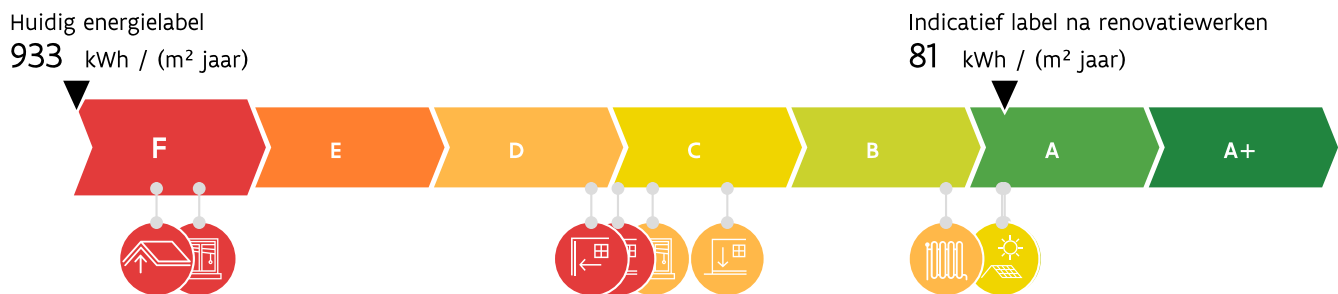 Huidig energielabel
933 kWh / (m² jaar)
Indicatief label na renovatiewerken
81 kWh / (m² jaar)
F
E
D
C
B
A
A+